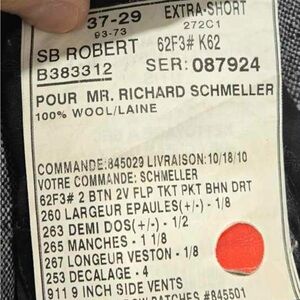 37-29 EXTRA-SHORT
93-73 272C1
SB ROBERT 62F3# K62
B383312 SER: 087924
POUR MR. RICHARD SCHMELLER
100% WOOL/LAINE
COMMANDE:845029 LIVRAISON:10/18/10
VOTRE COMMANDE: SCHMELLER
62F3# 2 BTN 2V FLP TKT PKT BHN DRT
260 LARGEUR EPAULES(+/-) - 1/8
263 DEMI DOS(+/-) - 1/2
265 MANCHES - 1 1/8
267 LONGEUR VESTON - 1/8
253 DECALAGE - 4
911 9 INCH SIDE VENTS
PATCHES #845501